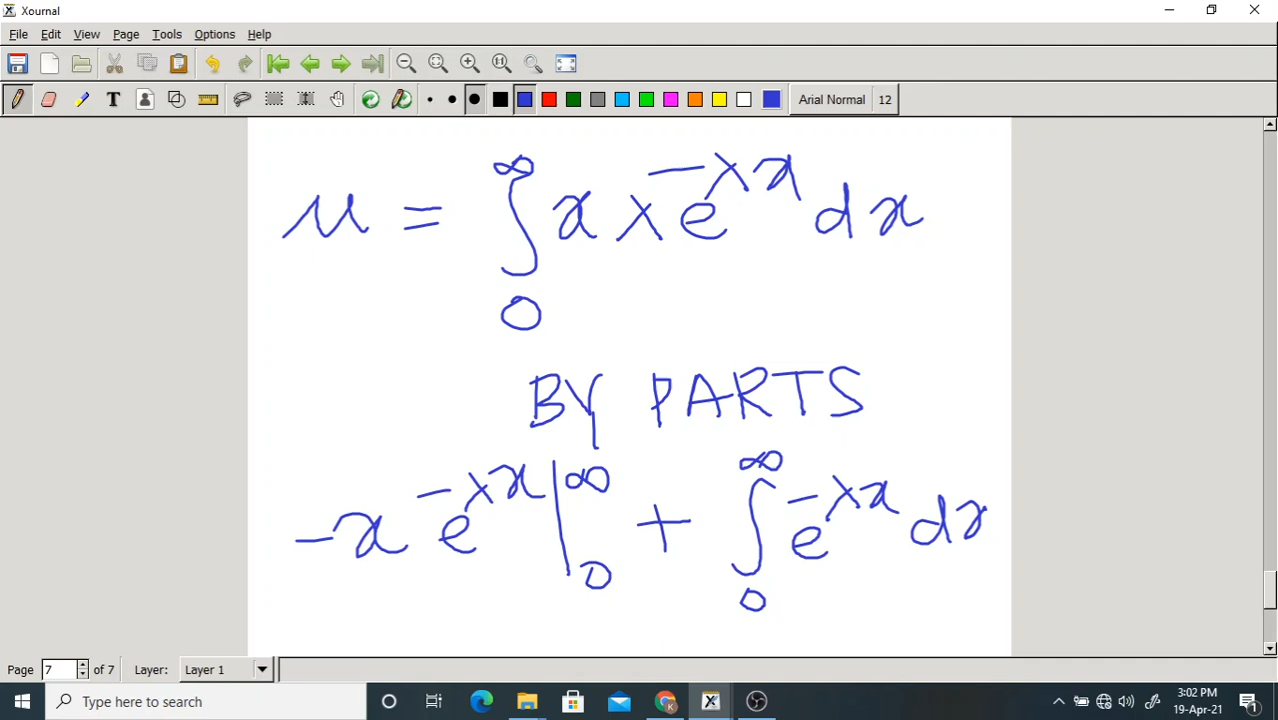 Xournal
File Edit View Page Tools Options Help
Arial Normal 12
μ = ∫₀^∞ x λ e^{-λx} dx
BY PARTS
-x e^{-λx} |₀^∞ + ∫₀^∞ e^{-λx} dx
Page 7 of 7 Layer: Layer 1
Type here to search
3:02 PM
19-Apr-21